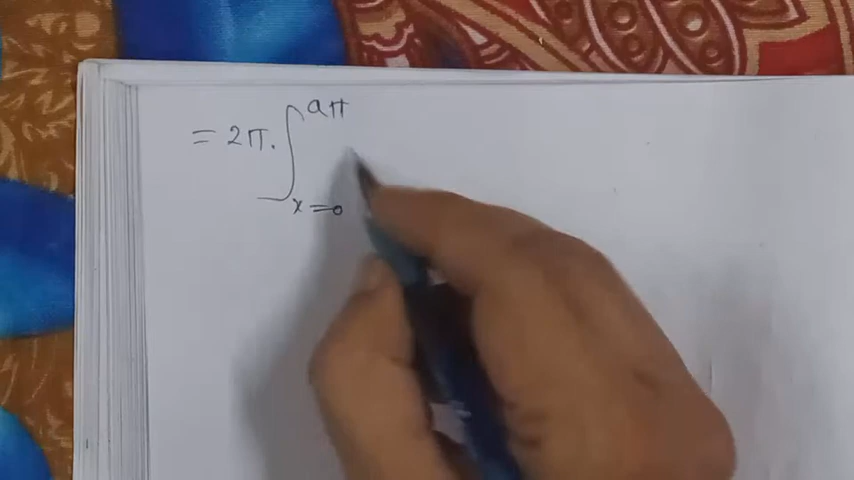 = 2π. ∫
aπ
x=0